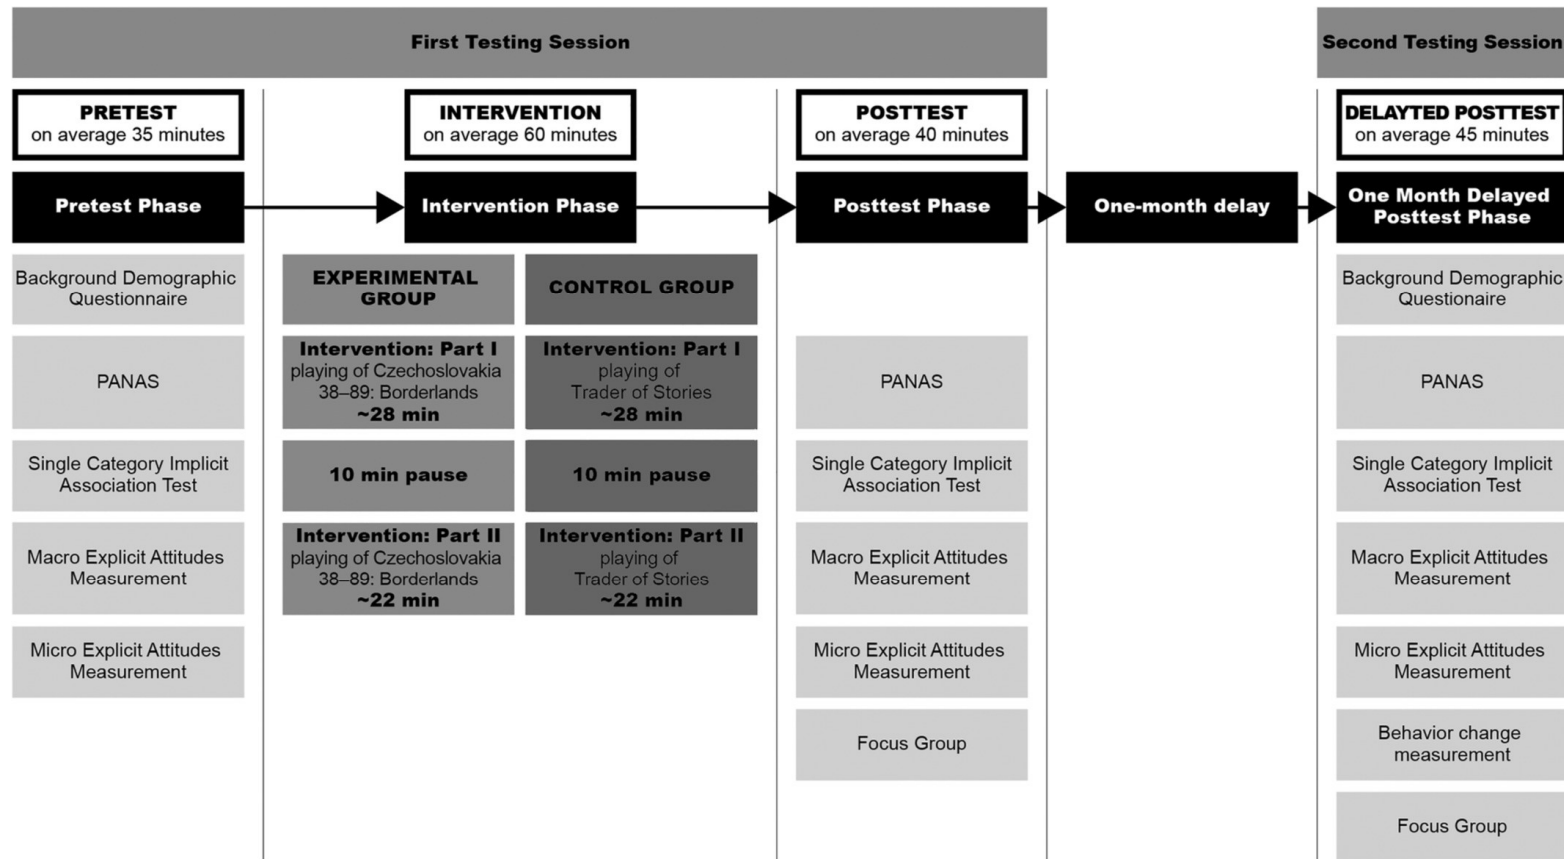 First Testing Session
Second Testing Session
PRETEST
on average 35 minutes
INTERVENTION
on average 60 minutes
POSTTEST
on average 40 minutes
DELAYTED POSTTEST
on average 45 minutes
Pretest Phase
Intervention Phase
Posttest Phase
One-month delay
One Month Delayed
Posttest Phase
Background Demographic
Questionnaire
PANAS
Single Category Implicit
Association Test
Macro Explicit Attitudes
Measurement
Micro Explicit Attitudes
Measurement
EXPERIMENTAL
GROUP
Intervention: Part I
playing of Czechoslovakia
38–89: Borderlands
~28 min
10 min pause
Intervention: Part II
playing of Czechoslovakia
38–89: Borderlands
~22 min
CONTROL GROUP
Intervention: Part I
playing of
Trader of Stories
~28 min
10 min pause
Intervention: Part II
playing of
Trader of Stories
~22 min
PANAS
Single Category Implicit
Association Test
Macro Explicit Attitudes
Measurement
Micro Explicit Attitudes
Measurement
Focus Group
Background Demographic
Questionaire
PANAS
Single Category Implicit
Association Test
Macro Explicit Attitudes
Measurement
Micro Explicit Attitudes
Measurement
Behavior change
measurement
Focus Group